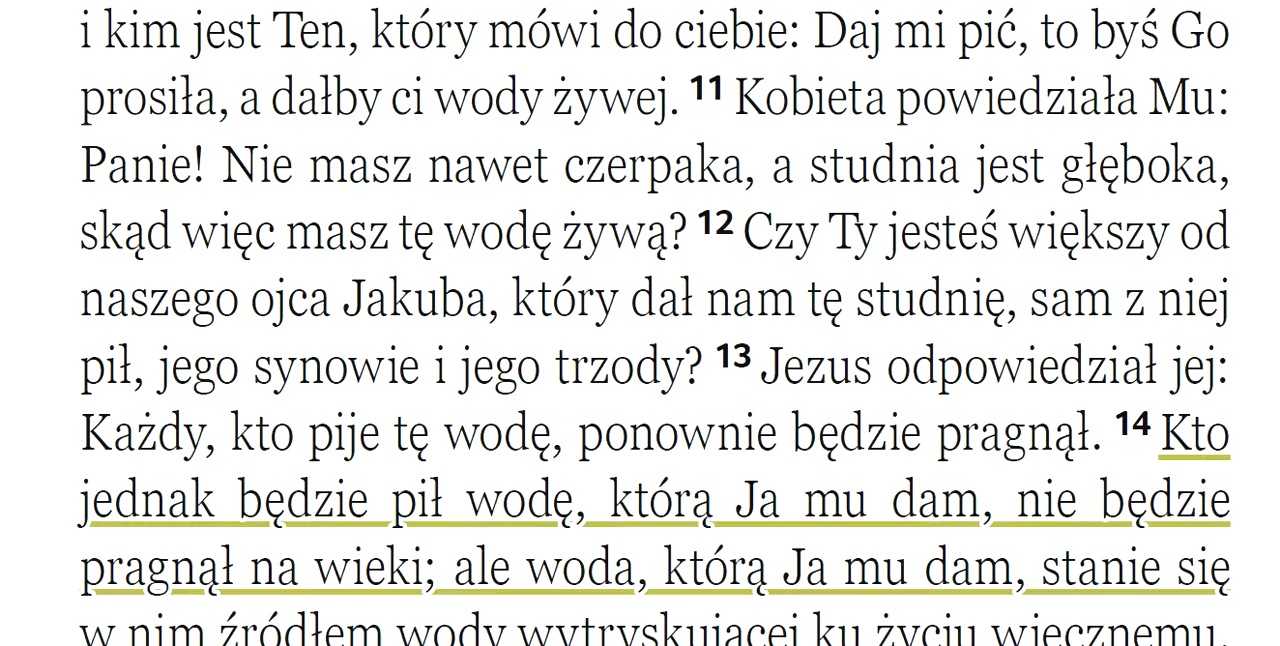 i kim jest Ten, który mówi do ciebie: Daj mi pić, to byś Go
prosiła, a dałby ci wody żywej. 11 Kobieta powiedziała Mu:
Panie! Nie masz nawet czerpaka, a studnia jest głęboka,
skąd więc masz tę wodę żywą? 12 Czy Ty jesteś większy od
naszego ojca Jakuba, który dał nam tę studnię, sam z niej
pił, jego synowie i jego trzody? 13 Jezus odpowiedział jej:
Każdy, kto pije tę wodę, ponownie będzie pragnął. 14 Kto
jednak będzie pił wodę, którą Ja mu dam, nie będzie
pragnął na wieki; ale woda, którą Ja mu dam, stanie się
w nim źródłem wody wytryskującej ku życiu wiecznemu.